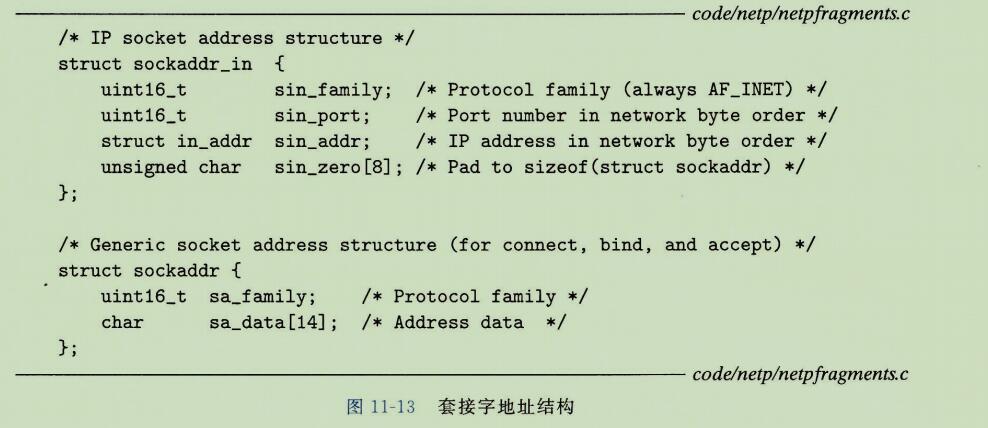 code/netp/netpfragments.c
/* IP socket address structure */
struct sockaddr_in  {
    uint16_t        sin_family;  /* Protocol family (always AF_INET) */
    uint16_t        sin_port;    /* Port number in network byte order */
    struct in_addr  sin_addr;    /* IP address in network byte order */
    unsigned char   sin_zero[8]; /* Pad to sizeof(struct sockaddr) */
};
/* Generic socket address structure (for connect, bind, and accept) */
struct sockaddr {
    uint16_t  sa_family;    /* Protocol family */
    char      sa_data[14];  /* Address data  */
};
code/netp/netpfragments.c
图 11-13 套接字地址结构